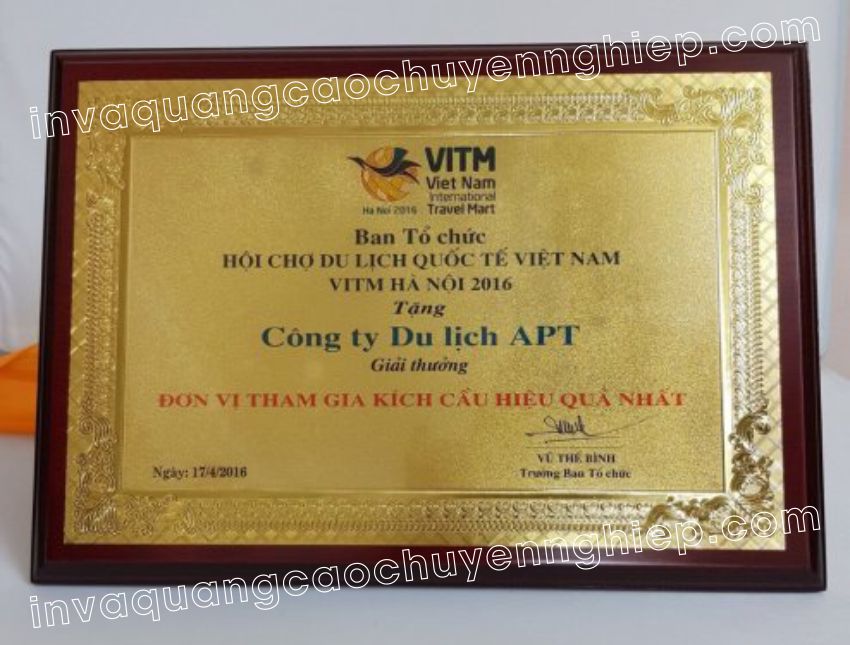 invaquangcaochuyennghiep.com
VITM
Viet Nam
International
Ha Noi 2016 Travel Mart
Ban Tổ chức
HỘI CHỢ DU LỊCH QUỐC TẾ VIỆT NAM
VITM HÀ NỘI 2016
Tặng
Công ty Du lịch APT
Giải thưởng
ĐƠN VỊ THAM GIA KÍCH CẦU HIỆU QUẢ NHẤT
VŨ THẾ BÌNH
Ngày: 17/4/2016 Trưởng Ban Tổ chức
invaquangcaochuyennghiep.com